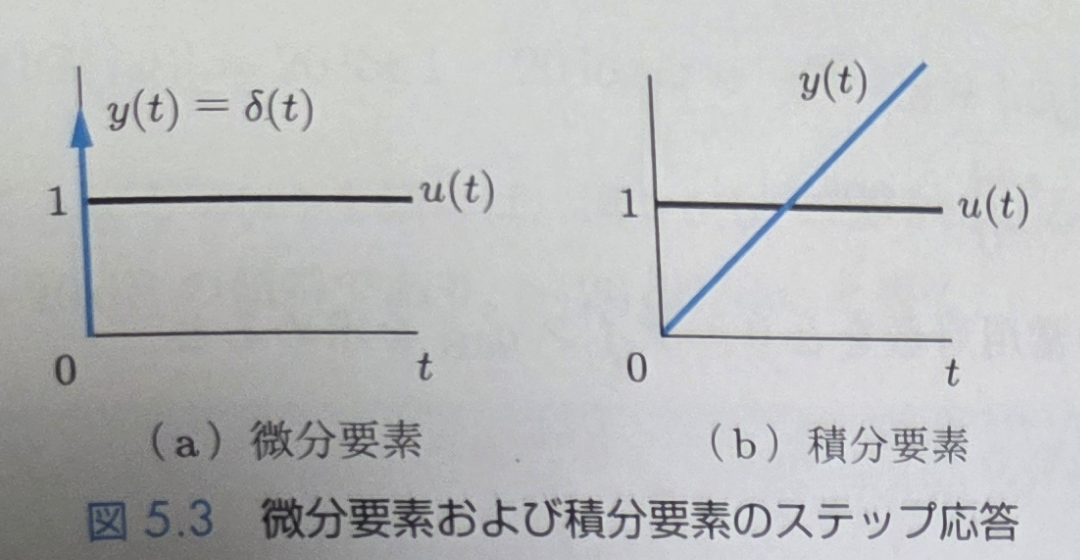 y(t) = δ(t)
1
u(t)
0
t
(a) 微分要素
y(t)
1
u(t)
0
t
(b) 積分要素
図 5.3 微分要素および積分要素のステップ応答